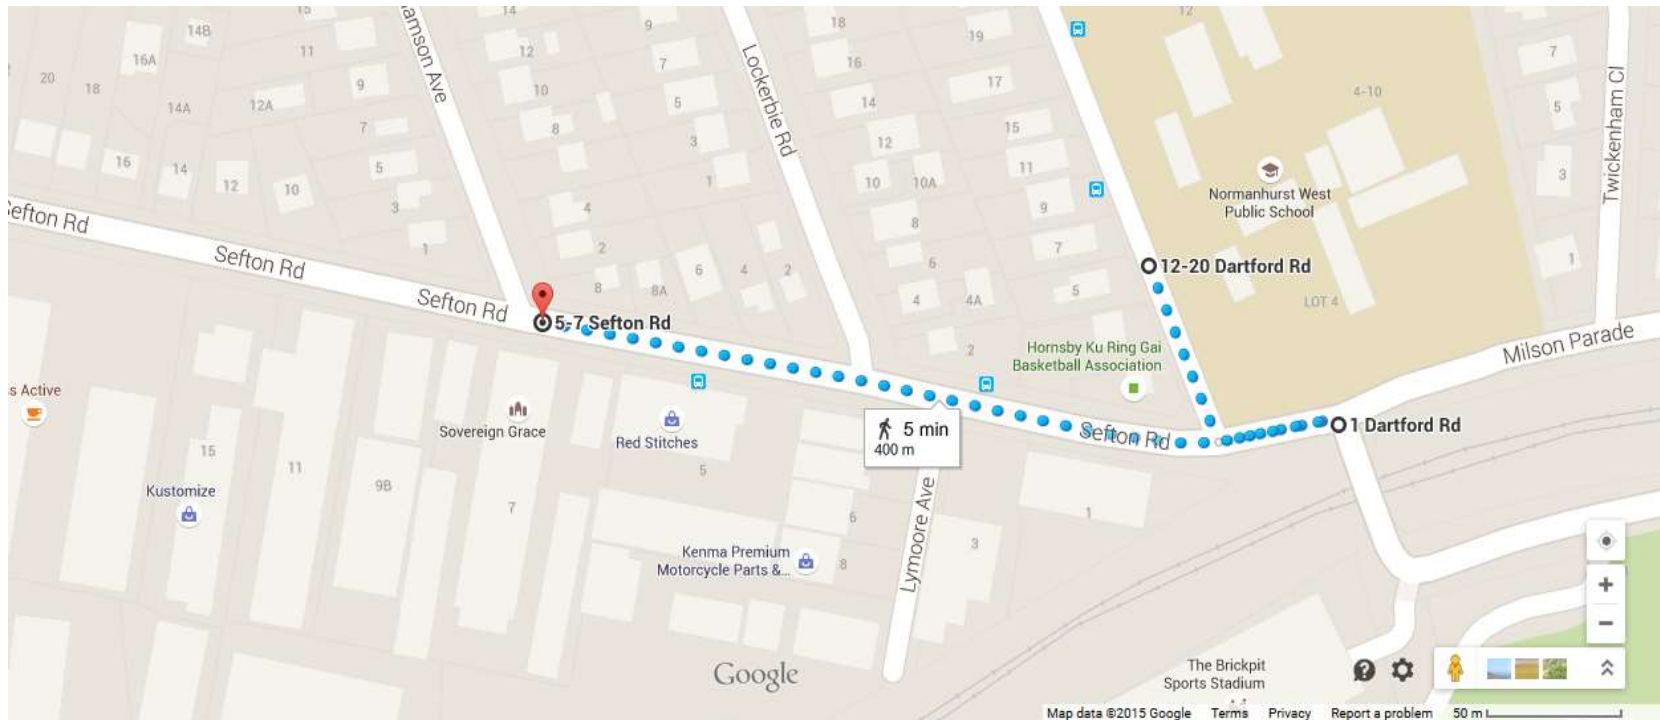 15
14B
14
9
18
12
16A
11
amson Ave
12
19
7
7
16
20
18
9
10
Lockerbie Rd
17
4-10
14A
12A
5
14
5
7
8
15
3
12
Twickenham Cl
16
14
5
11
Normanhurst West
Public School
12
10
1
10
10A
3
3
4
9
8
Sefton Rd
Sefton Rd
1
2
7
1
6
4
2
6
12-20 Dartford Rd
8
8A
5
4
4A
LOT 4
Sefton Rd
5-7 Sefton Rd
Milson Parade
2
Hornsby Ku Ring Gai
Basketball Association
s Active
5 min
400 m
Sefton Rd
1 Dartford Rd
Sovereign Grace
Red Stitches
15
11
5
9B
Kustomize
7
6
Lymoore Ave
1
3
Kenma Premium
Motorcycle Parts &...
8
Google
The Brickpit
Sports Stadium
Map data ©2015 Google Terms Privacy Report a problem 50 m